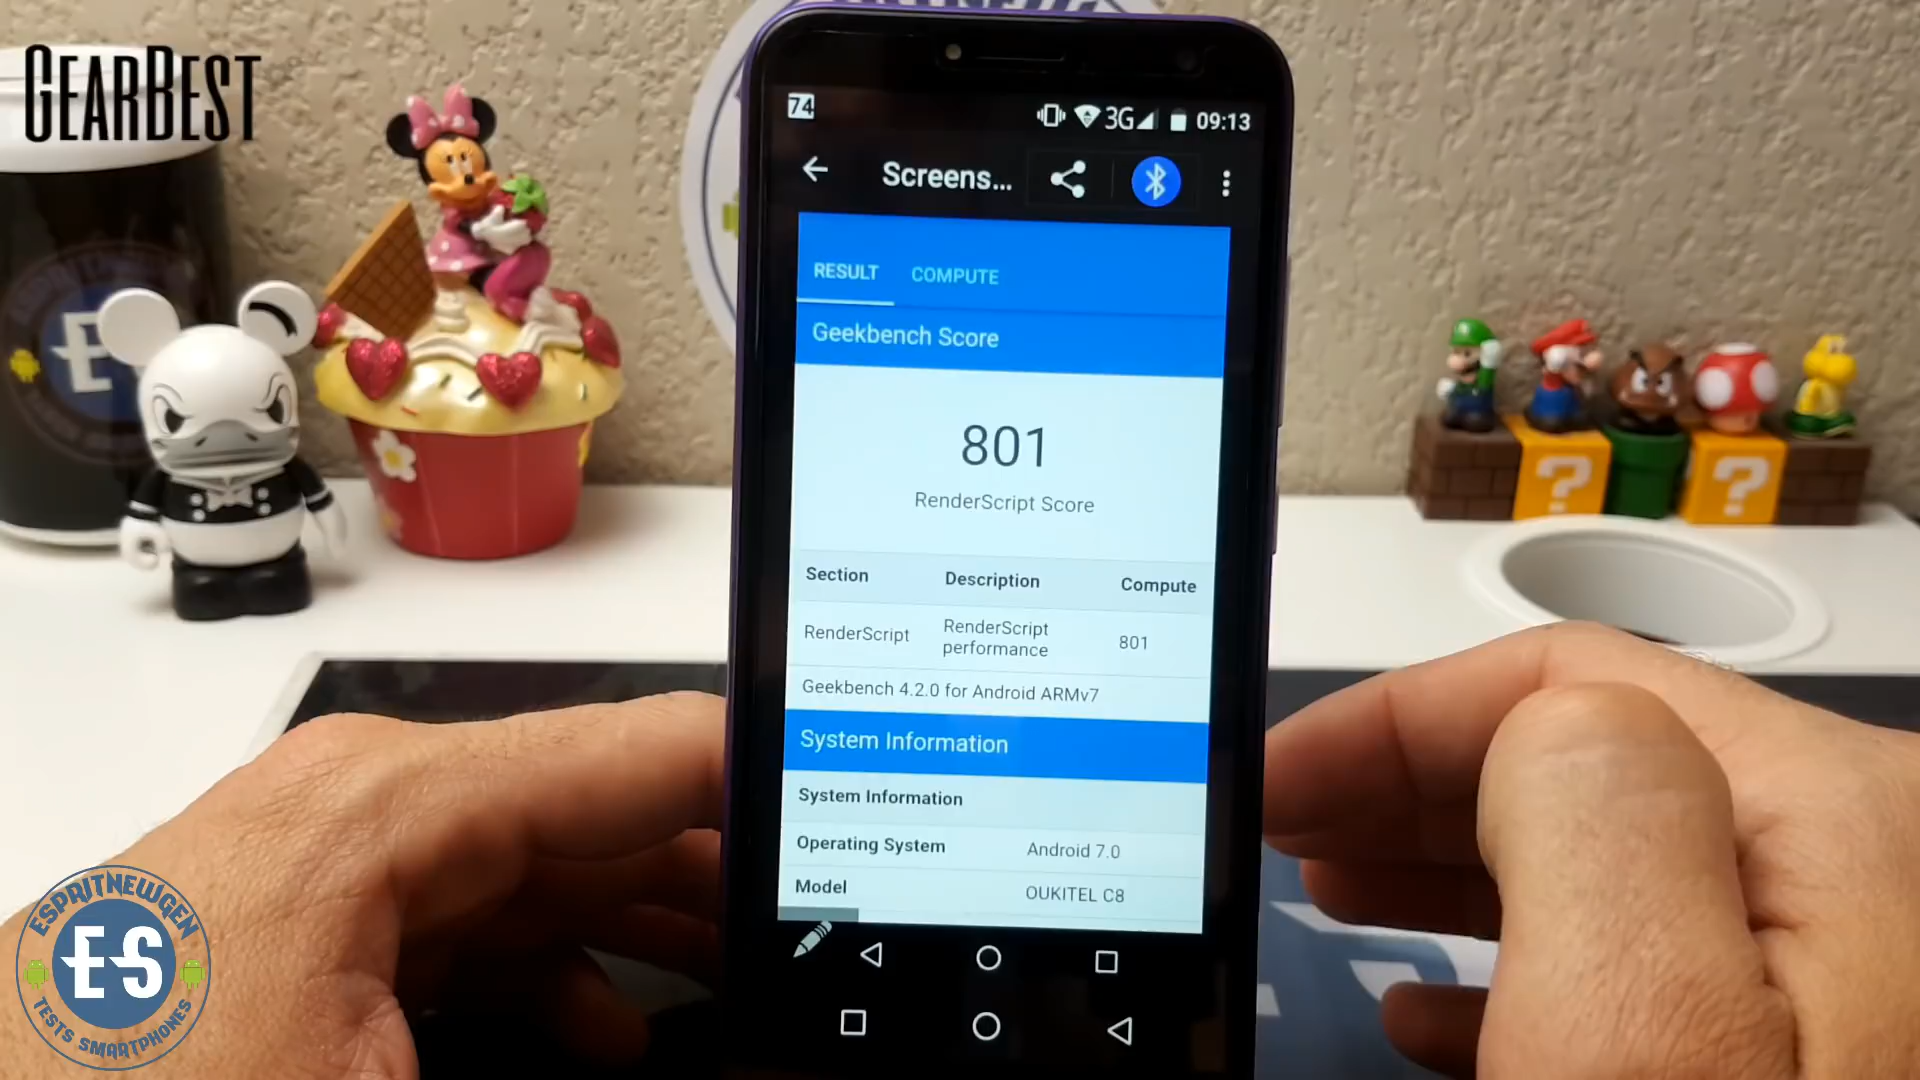 GEARBEST
74
3G
09:13
Screens...
RESULT
COMPUTE
Geekbench Score
801
RenderScript Score
Section
Description
Compute
RenderScript
RenderScript
performance
801
Geekbench 4.2.0 for Android ARMv7
System Information
System Information
Operating System
Android 7.0
Model
OUKITEL C8
ESPRITNEWGEN
ES
TESTS SMARTPHONES
?
?